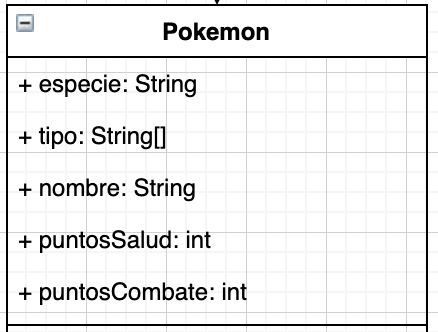 Pokemon
+ especie: String
+ tipo: String[]
+ nombre: String
+ puntosSalud: int
+ puntosCombate: int